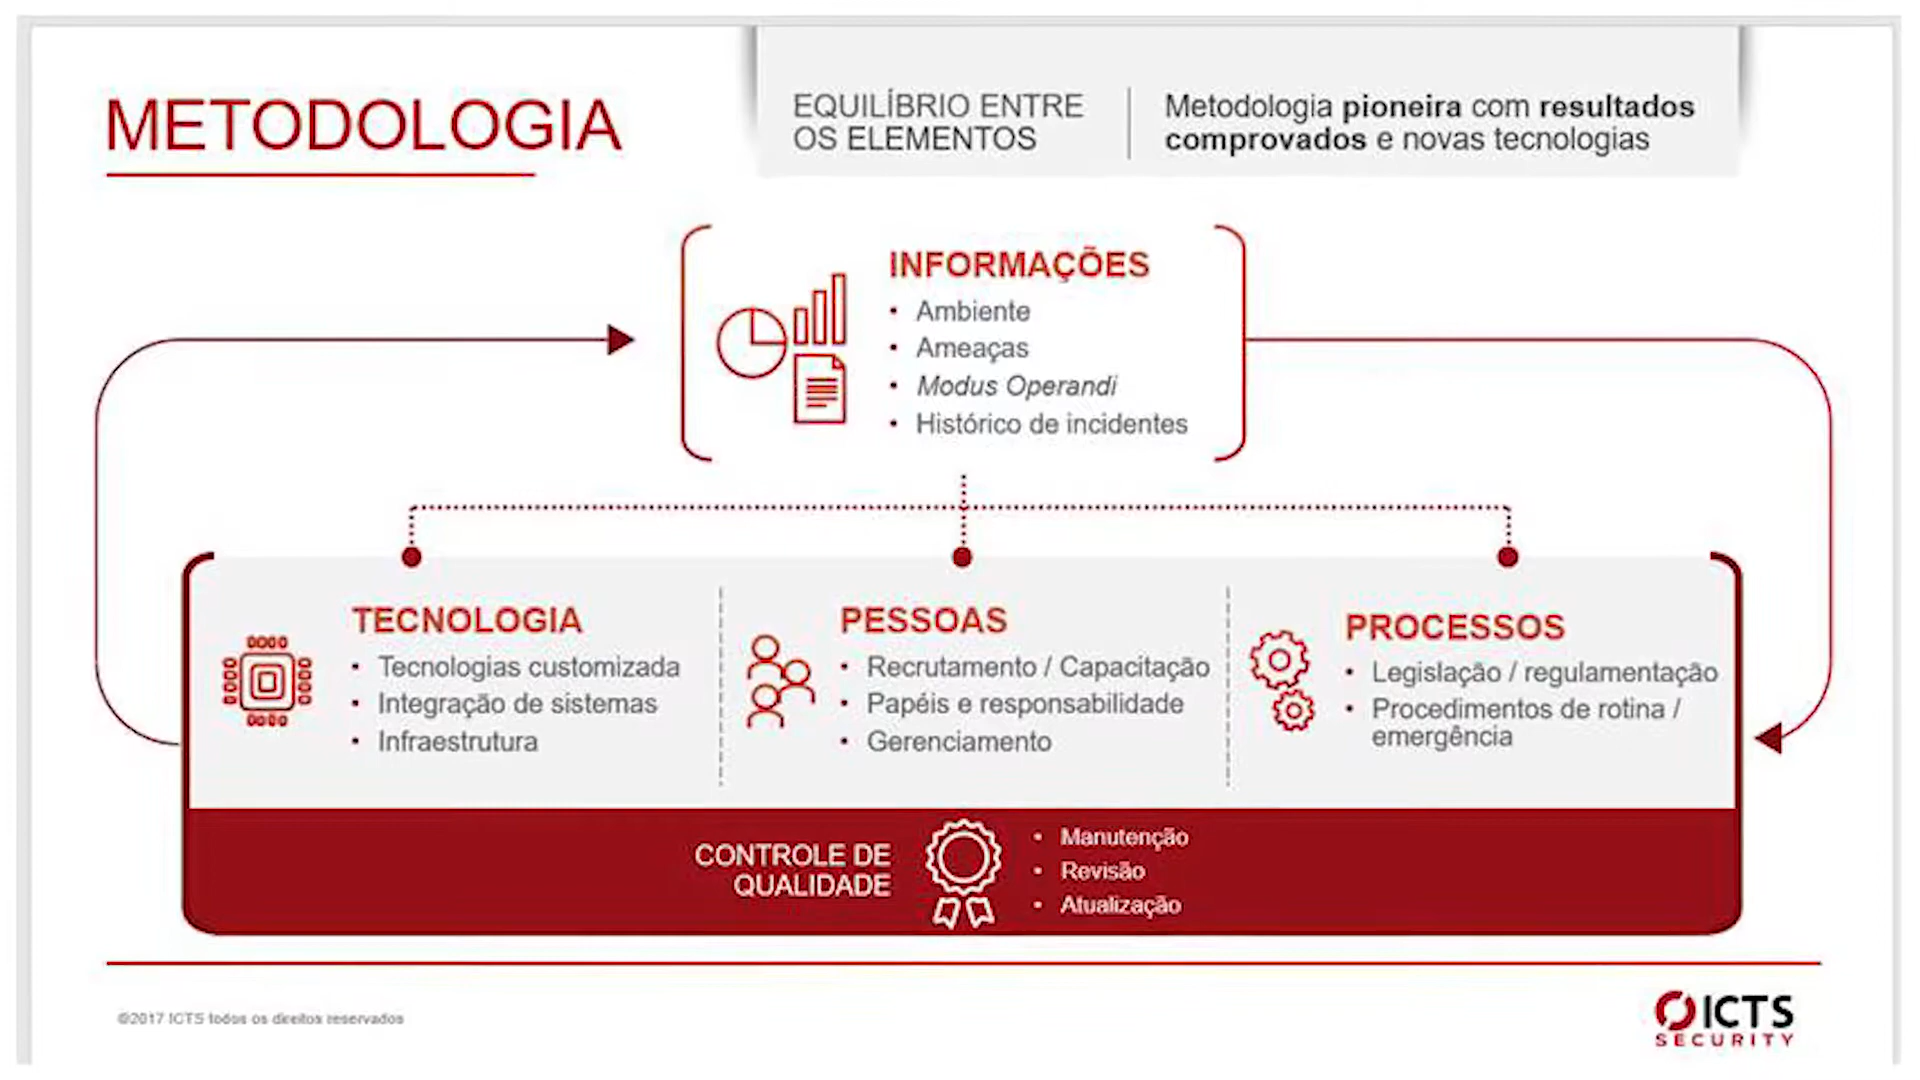 METODOLOGIA
EQUILÍBRIO ENTRE
OS ELEMENTOS
Metodologia pioneira com resultados
comprovados e novas tecnologias
INFORMAÇÕES
• Ambiente
• Ameaças
• Modus Operandi
• Histórico de incidentes
TECNOLOGIA
• Tecnologias customizada
• Integração de sistemas
• Infraestrutura
PESSOAS
• Recrutamento / Capacitação
• Papéis e responsabilidade
• Gerenciamento
PROCESSOS
• Legislação / regulamentação
• Procedimentos de rotina /
emergência
CONTROLE DE
QUALIDADE
• Manutenção
• Revisão
• Atualização
©2017 ICTS todos os direitos reservados
ICTS
SECURITY